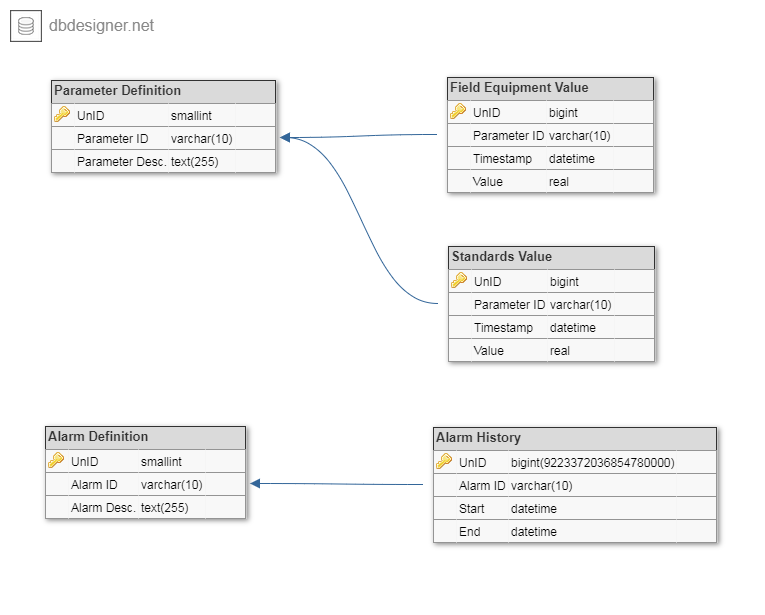 dbdesigner.net
Parameter Definition
UnID smallint
Parameter ID varchar(10)
Parameter Desc. text(255)
Field Equipment Value
UnID bigint
Parameter ID varchar(10)
Timestamp datetime
Value real
Standards Value
UnID bigint
Parameter ID varchar(10)
Timestamp datetime
Value real
Alarm Definition
UnID smallint
Alarm ID varchar(10)
Alarm Desc. text(255)
Alarm History
UnID bigint(9223372036854780000)
Alarm ID varchar(10)
Start datetime
End datetime